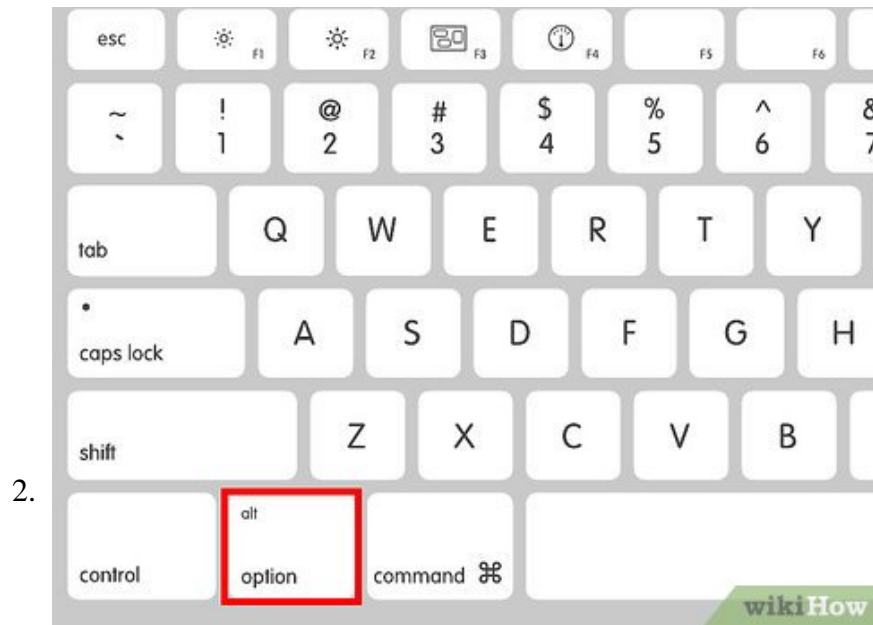 esc F1 F2 F3 F4 F5 F6
~ ! @ # $ % ^ &
` 1 2 3 4 5 6 7
Q W E R T Y
tab
caps lock A S D F G H
shift Z X C V B
2.
alt
control option command ⌘
wikiHow